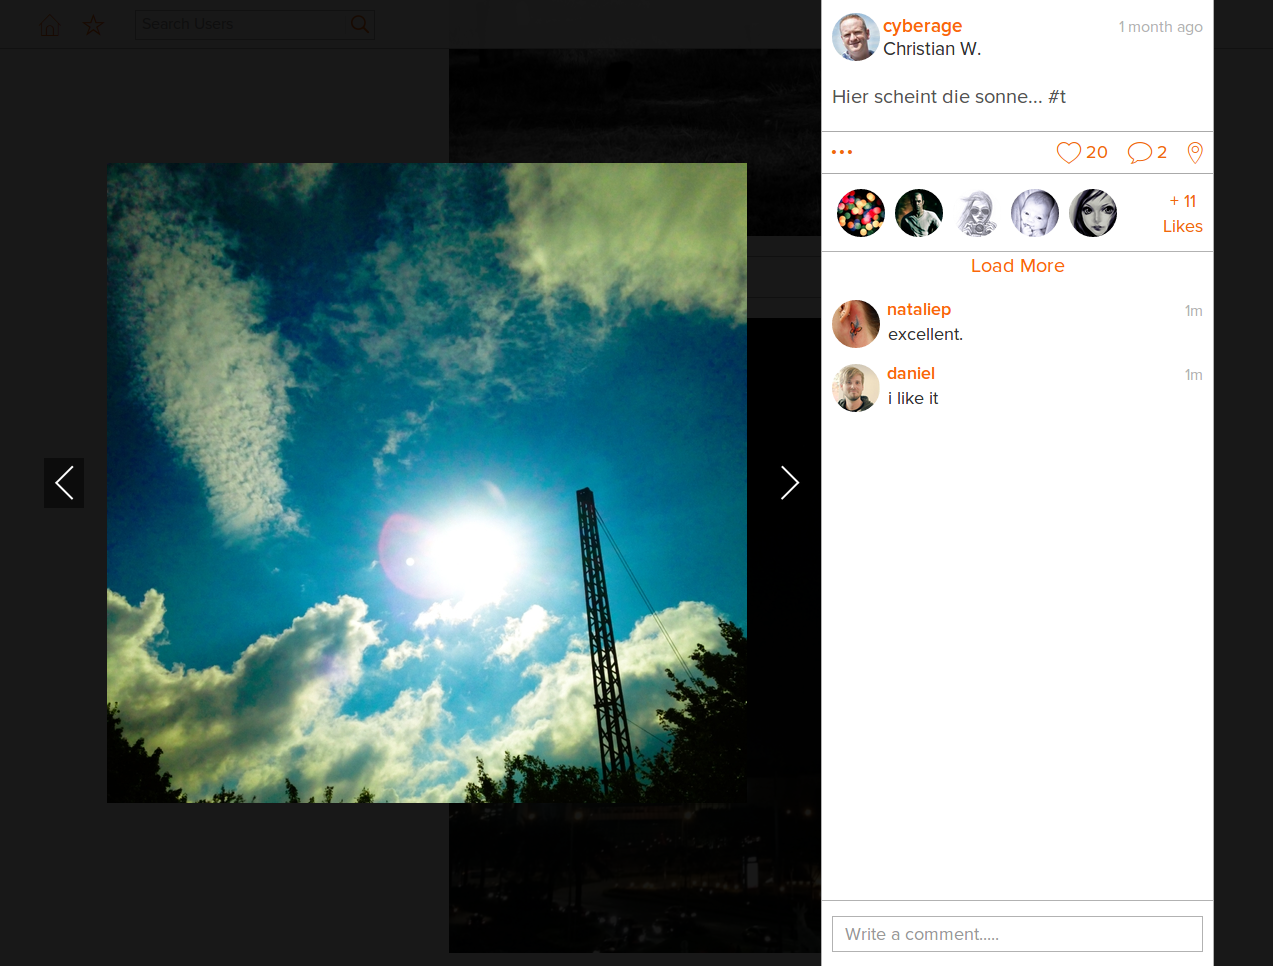 Search Users
cyberage
1 month ago
Christian W.
Hier scheint die sonne... #t
20
2
+ 11
Likes
Load More
nataliep
1m
excellent.
daniel
1m
i like it
Write a comment.....